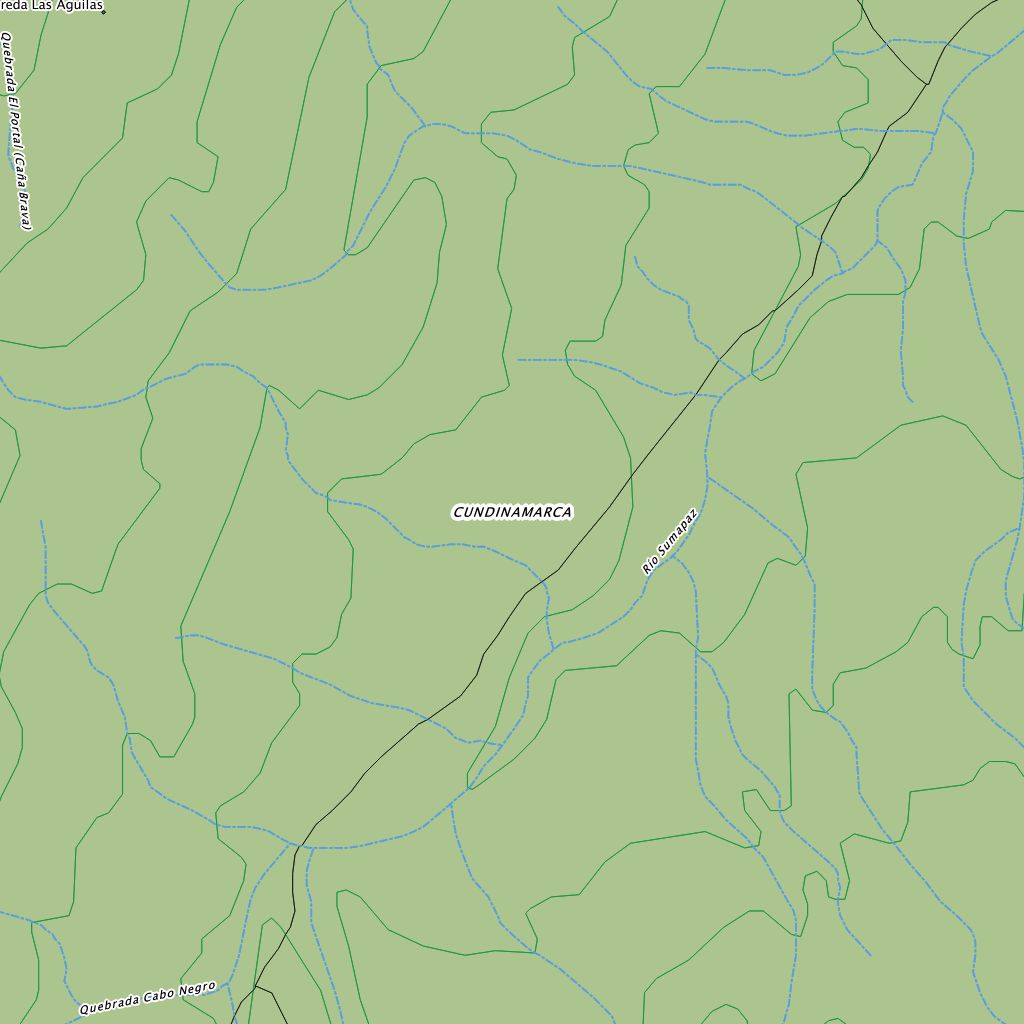 reda Las Aguilas
Quebrada El Portal (Caña Brava)
CUNDINAMARCA
Río Sumapaz
Quebrada Cabo Negro